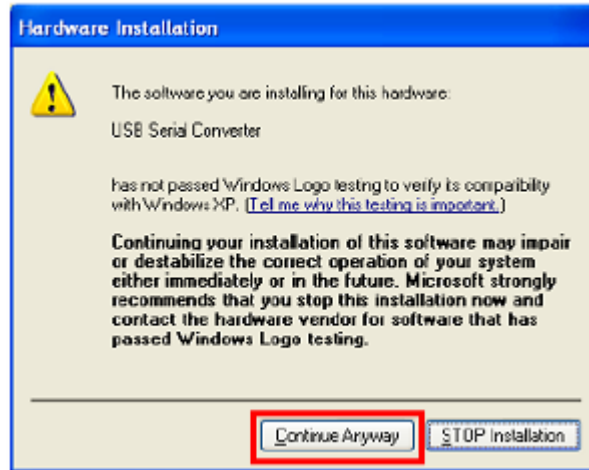 Hardware Installation
The software you are installing for this hardware:
USB Serial Converter
has not passed Windows Logo testing to verify its compatibility
with Windows XP. (Tell me why this testing is important.)
Continuing your installation of this software may impair
or destabilize the correct operation of your system
either immediately or in the future. Microsoft strongly
recommends that you stop this installation now and
contact the hardware vendor for software that has
passed Windows Logo testing.
Continue Anyway
STOP Installation